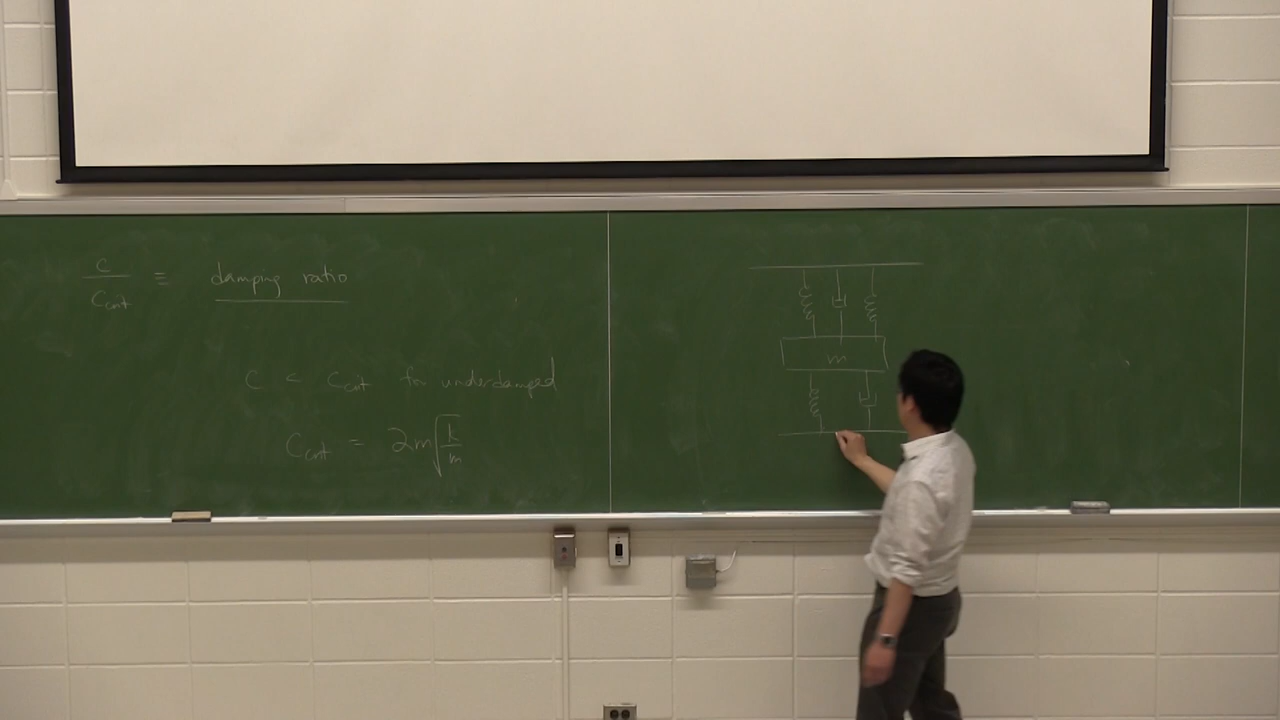 c / c_crit ≡ damping ratio
c < c_crit for underdamped
c_crit = 2m√(k/m)
m